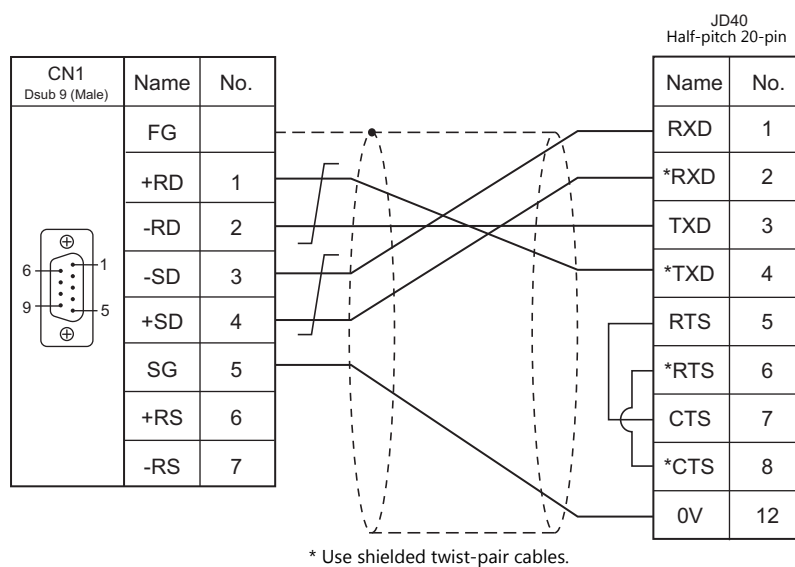 JD40
Half-pitch 20-pin
CN1
Dsub 9 (Male)
Name No.
Name No.
FG
RXD 1
+RD 1
*RXD 2
-RD 2
TXD 3
-SD 3
*TXD 4
+SD 4
RTS 5
SG 5
*RTS 6
+RS 6
CTS 7
-RS 7
*CTS 8
0V 12
6 1
9 5
* Use shielded twist-pair cables.